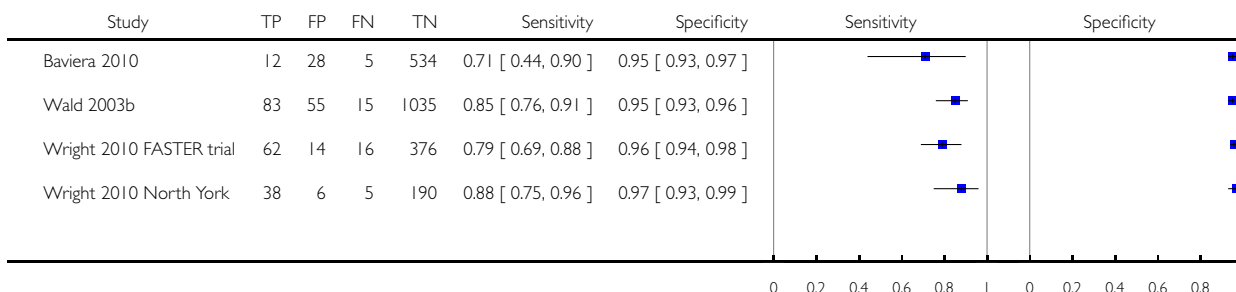 Study TP FP FN TN Sensitivity Specificity Sensitivity Specificity
Baviera 2010 12 28 5 534 0.71 [ 0.44, 0.90 ] 0.95 [ 0.93, 0.97 ]
Wald 2003b 83 55 15 1035 0.85 [ 0.76, 0.91 ] 0.95 [ 0.93, 0.96 ]
Wright 2010 FASTER trial 62 14 16 376 0.79 [ 0.69, 0.88 ] 0.96 [ 0.94, 0.98 ]
Wright 2010 North York 38 6 5 190 0.88 [ 0.75, 0.96 ] 0.97 [ 0.93, 0.99 ]
0 0.2 0.4 0.6 0.8 1 0 0.2 0.4 0.6 0.8